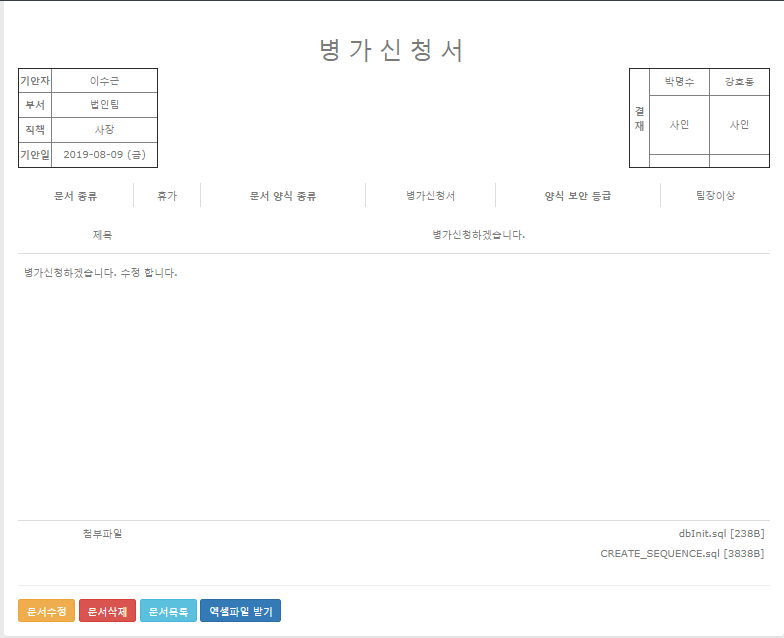 병 가 신 청 서
기안자 이수근
부서 법인팀
직책 사장
기안일 2019-08-09 (금)
결재 박명수 강호동
사인 사인
문서 종류 휴가 문서 양식 종류 병가신청서 양식 보안 등급 팀장이상
제목 병가신청하겠습니다.
병가신청하겠습니다. 수정 합니다.
첨부파일 dbInit.sql [238B]
CREATE_SEQUENCE.sql [3838B]
문서수정 문서삭제 문서목록 엑셀파일 받기